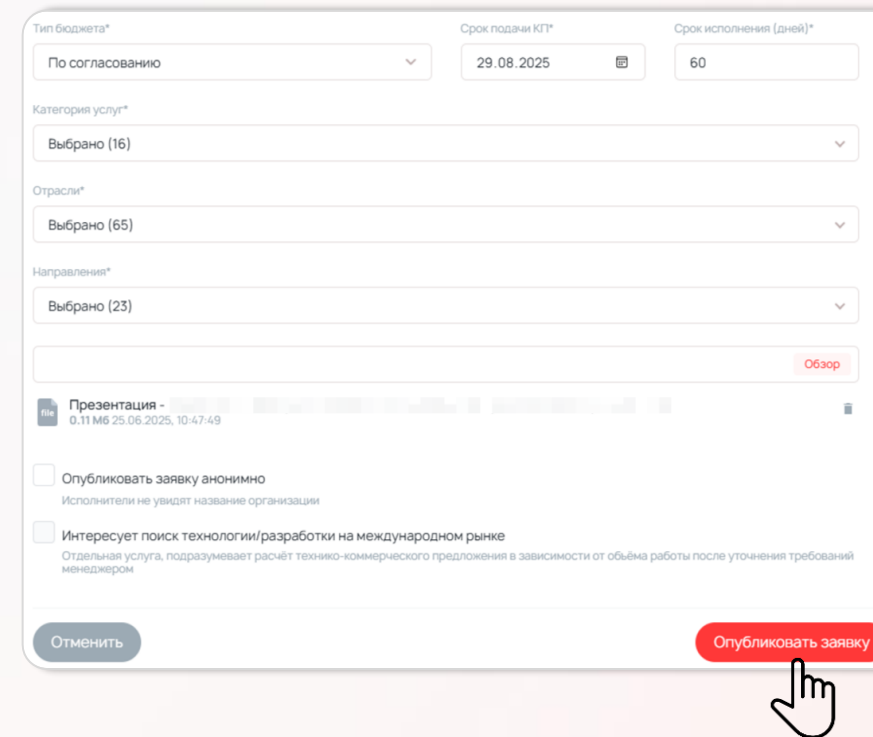 Тип бюджета* Срок подачи КП* Срок исполнения (дней)*
По согласованию 29.08.2025 60
Категория услуг*
Выбрано (16)
Отрасли*
Выбрано (65)
Направления*
Выбрано (23)
Обзор
file Презентация -
0.11 Мб 25.06.2025, 10:47:49
Опубликовать заявку анонимно
Исполнители не увидят название организации
Интересует поиск технологии/разработки на международном рынке
Отдельная услуга, подразумевает расчёт технико-коммерческого предложения в зависимости от объёма работы после уточнения требований
менеджером
Отменить Опубликовать заявку